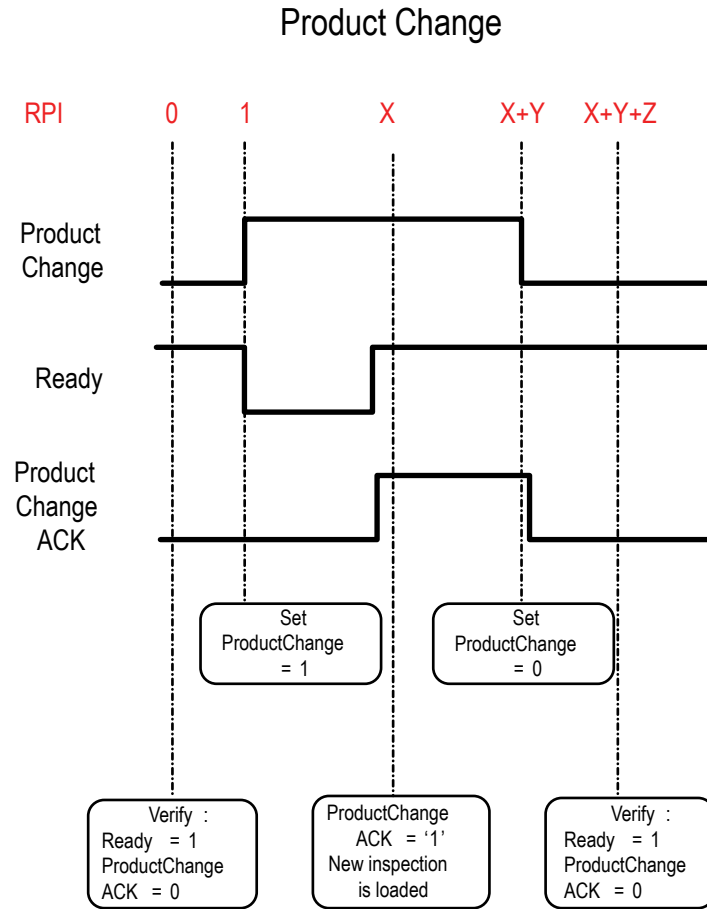 Product Change
RPI 0 1 X X+Y X+Y+Z
Product
Change
Ready
Product
Change
ACK
Set
ProductChange
= 1
Set
ProductChange
= 0
Verify :
Ready = 1
ProductChange
ACK = 0
ProductChange
ACK = ‘1’
New inspection
is loaded
Verify :
Ready = 1
ProductChange
ACK = 0